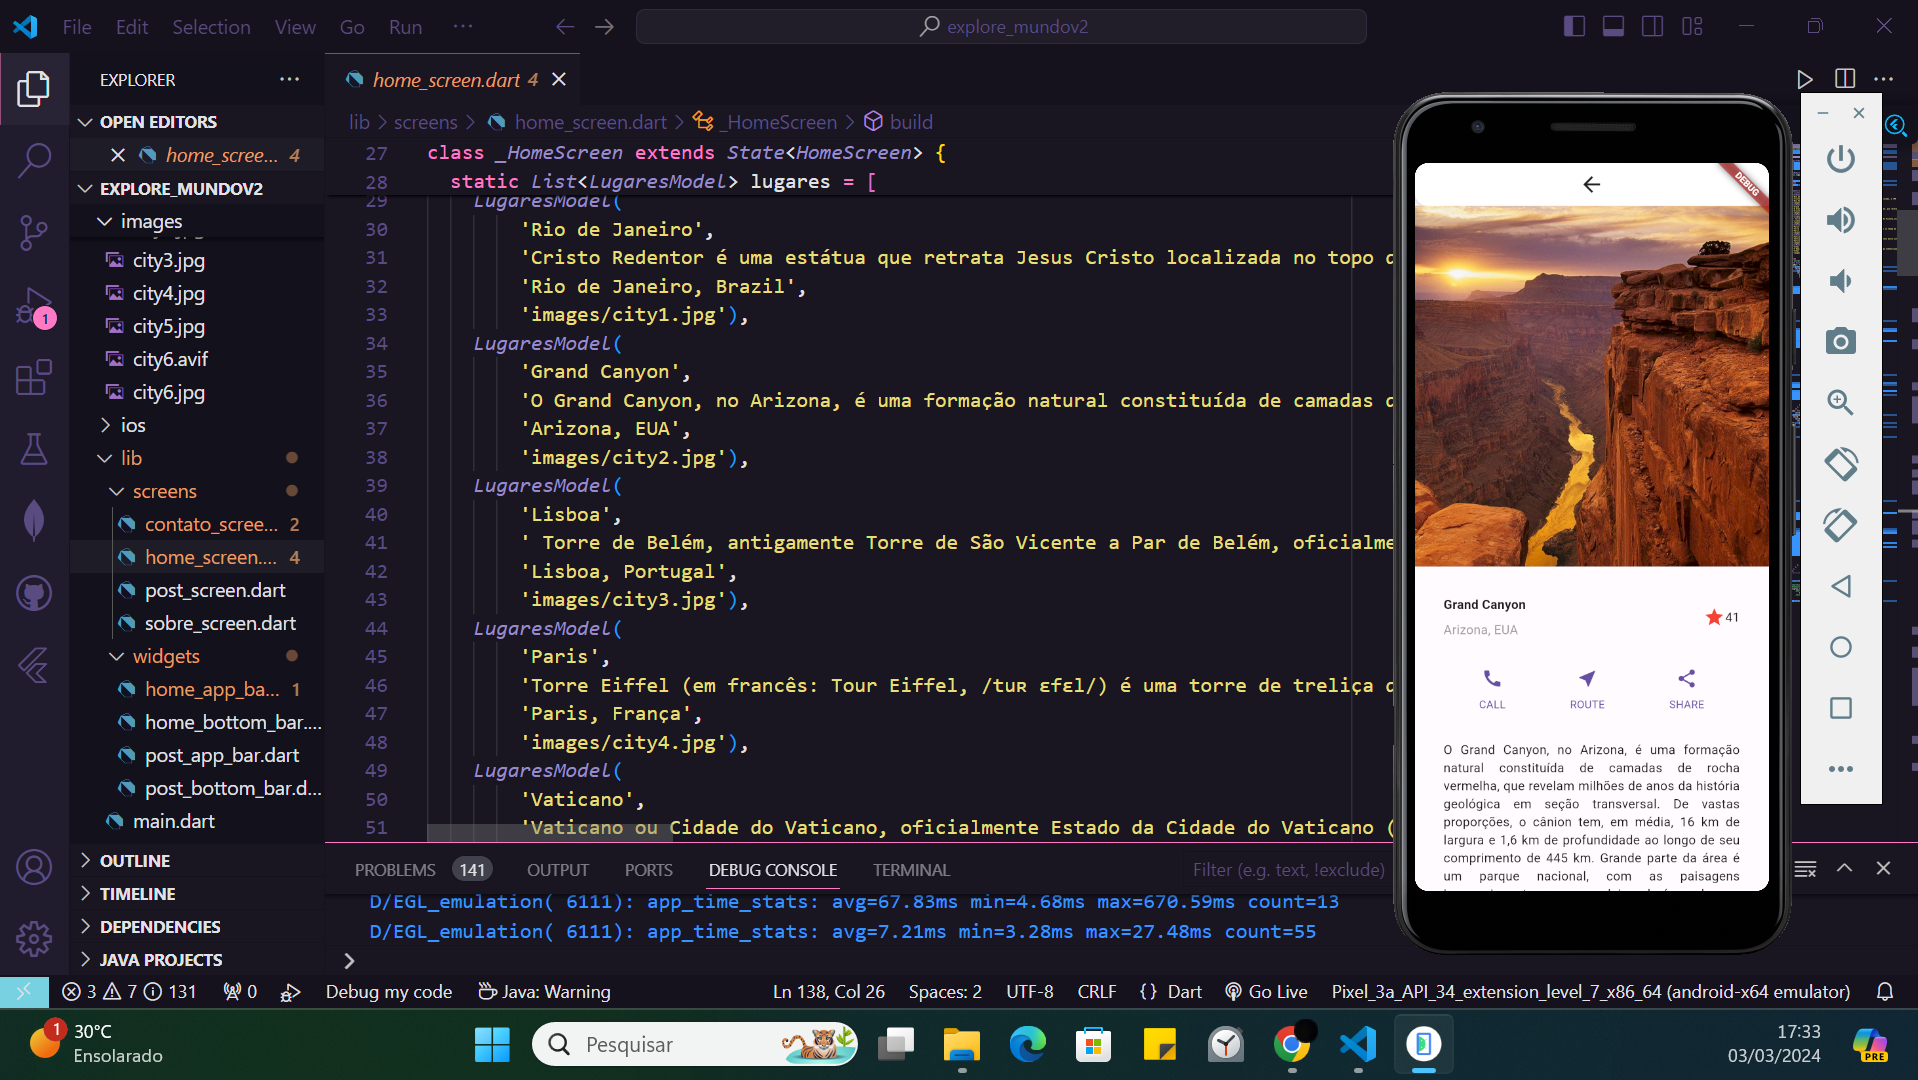 File Edit Selection View Go Run ···
explore_mundov2
EXPLORER
OPEN EDITORS
home_scree... 4
EXPLORE_MUNDOV2
images
city3.jpg
city4.jpg
city5.jpg
city6.avif
city6.jpg
ios
lib
screens
contato_scree... 2
home_screen.... 4
post_screen.dart
sobre_screen.dart
widgets
home_app_ba... 1
home_bottom_bar....
post_app_bar.dart
post_bottom_bar.d...
main.dart
OUTLINE
TIMELINE
DEPENDENCIES
JAVA PROJECTS
1
home_screen.dart 4
lib > screens > home_screen.dart > _HomeScreen > build
27 class _HomeScreen extends State<HomeScreen> {
28 static List<LugaresModel> lugares = [
29 LugaresModel(
30 'Rio de Janeiro',
31 'Cristo Redentor é uma estátua que retrata Jesus Cristo localizada no topo d
32 'Rio de Janeiro, Brazil',
33 'images/city1.jpg'),
34 LugaresModel(
35 'Grand Canyon',
36 'O Grand Canyon, no Arizona, é uma formação natural constituída de camadas d
37 'Arizona, EUA',
38 'images/city2.jpg'),
39 LugaresModel(
40 'Lisboa',
41 ' Torre de Belém, antigamente Torre de São Vicente a Par de Belém, oficialme
42 'Lisboa, Portugal',
43 'images/city3.jpg'),
44 LugaresModel(
45 'Paris',
46 'Torre Eiffel (em francês: Tour Eiffel, /tuʀ ɛfɛl/) é uma torre de treliça d
47 'Paris, França',
48 'images/city4.jpg'),
49 LugaresModel(
50 'Vaticano',
51 'Vaticano ou Cidade do Vaticano, oficialmente Estado da Cidade do Vaticano (
PROBLEMS 141 OUTPUT PORTS DEBUG CONSOLE TERMINAL Filter (e.g. text, !exclude)
D/EGL_emulation( 6111): app_time_stats: avg=67.83ms min=4.68ms max=670.59ms count=13
D/EGL_emulation( 6111): app_time_stats: avg=7.21ms min=3.28ms max=27.48ms count=55
DEBUG
Grand Canyon
Arizona, EUA
41
CALL ROUTE SHARE
O Grand Canyon, no Arizona, é uma formação
natural constituída de camadas de rocha
vermelha, que revelam milhões de anos da história
geológica em seção transversal. De vastas
proporções, o cânion tem, em média, 16 km de
largura e 1,6 km de profundidade ao longo de seu
comprimento de 445 km. Grande parte da área é
um parque nacional, com as paisagens
3 7 131 0 Debug my code Java: Warning Ln 138, Col 26 Spaces: 2 UTF-8 CRLF {} Dart Go Live Pixel_3a_API_34_extension_level_7_x86_64 (android-x64 emulator)
1
30°C
Ensolarado
Pesquisar
17:33
03/03/2024
PRE